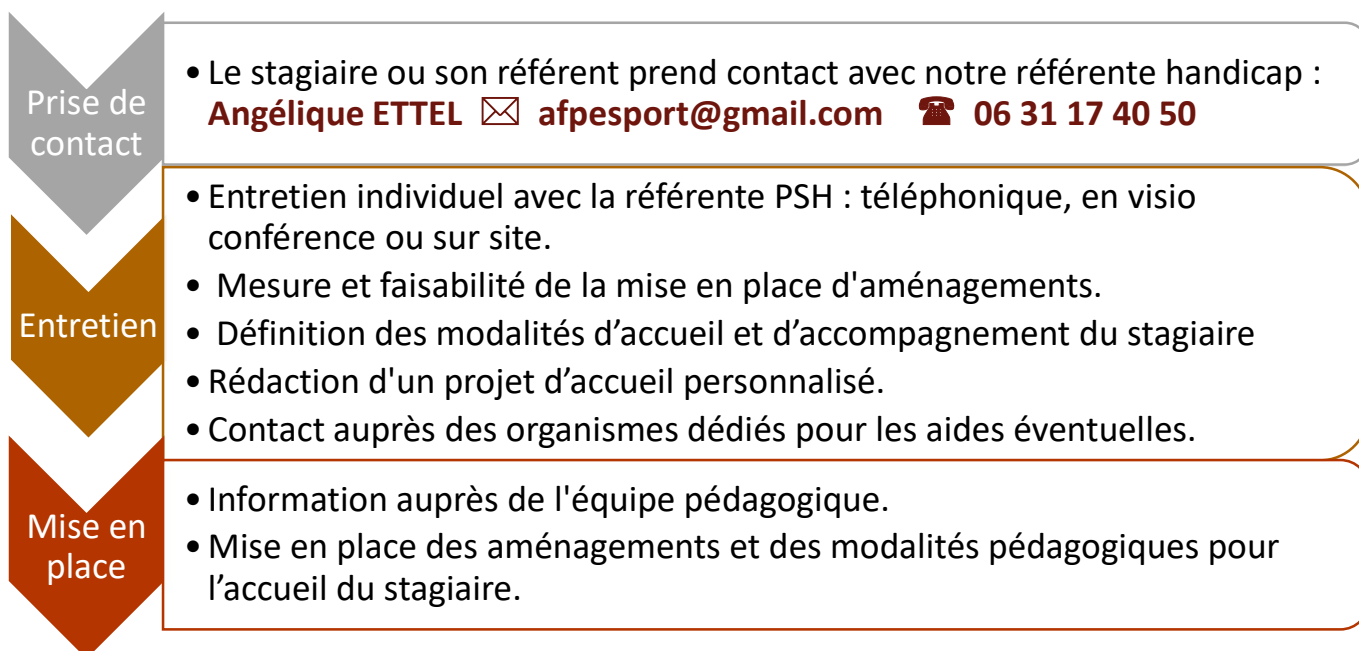 Prise de
contact
• Le stagiaire ou son référent prend contact avec notre référente handicap :
Angélique ETTEL ✉ afpesport@gmail.com ☎ 06 31 17 40 50
Entretien
• Entretien individuel avec la référente PSH : téléphonique, en visio
conférence ou sur site.
• Mesure et faisabilité de la mise en place d'aménagements.
• Définition des modalités d’accueil et d’accompagnement du stagiaire
• Rédaction d'un projet d’accueil personnalisé.
• Contact auprès des organismes dédiés pour les aides éventuelles.
Mise en
place
• Information auprès de l'équipe pédagogique.
• Mise en place des aménagements et des modalités pédagogiques pour
l’accueil du stagiaire.